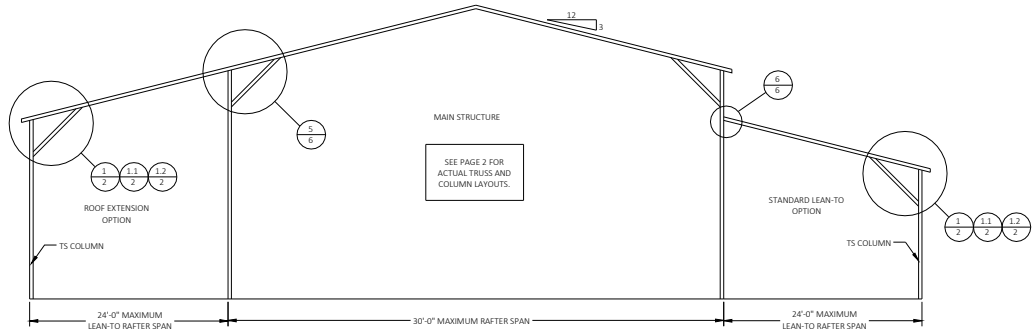 12
3
6
6
MAIN STRUCTURE
5
6
SEE PAGE 2 FOR
ACTUAL TRUSS AND
COLUMN LAYOUTS.
1
2
1.1
2
1.2
2
ROOF EXTENSION
OPTION
STANDARD LEAN-TO
OPTION
1
2
1.1
2
1.2
2
TS COLUMN
TS COLUMN
24'-0" MAXIMUM
LEAN-TO RAFTER SPAN
30'-0" MAXIMUM RAFTER SPAN
24'-0" MAXIMUM
LEAN-TO RAFTER SPAN